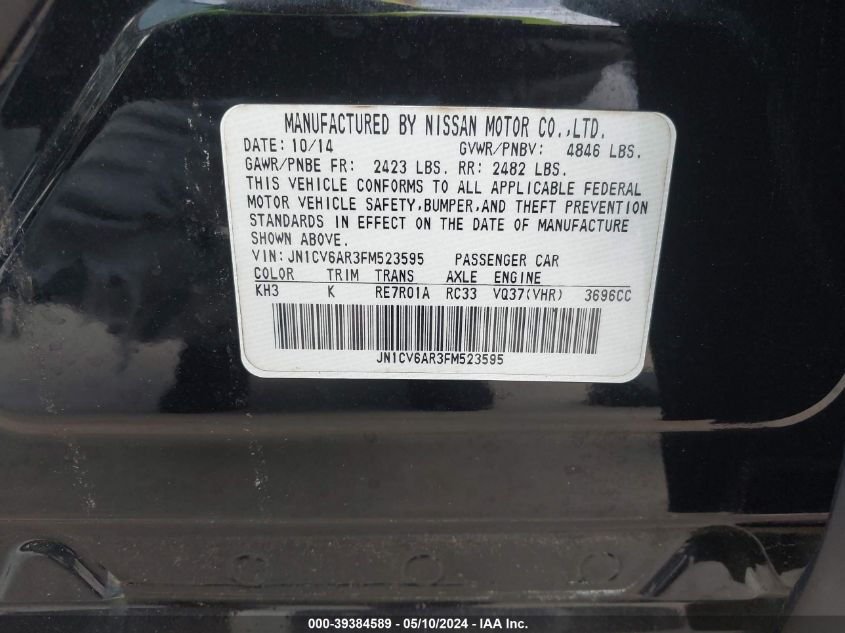 MANUFACTURED BY NISSAN MOTOR CO.,LTD.
DATE: 10/14 GVWR/PNBV: 4846 LBS.
GAWR/PNBE FR: 2423 LBS. RR: 2482 LBS.
THIS VEHICLE CONFORMS TO ALL APPLICABLE FEDERAL
MOTOR VEHICLE SAFETY,BUMPER,AND THEFT PREVENTION
STANDARDS IN EFFECT ON THE DATE OF MANUFACTURE
SHOWN ABOVE.
VIN: JN1CV6AR3FM523595 PASSENGER CAR
COLOR TRIM TRANS AXLE ENGINE
KH3 K RE7R01A RC33 VQ37(VHR) 3696CC
JN1CV6AR3FM523595
000-39384589 - 05/10/2024 - IAA Inc.